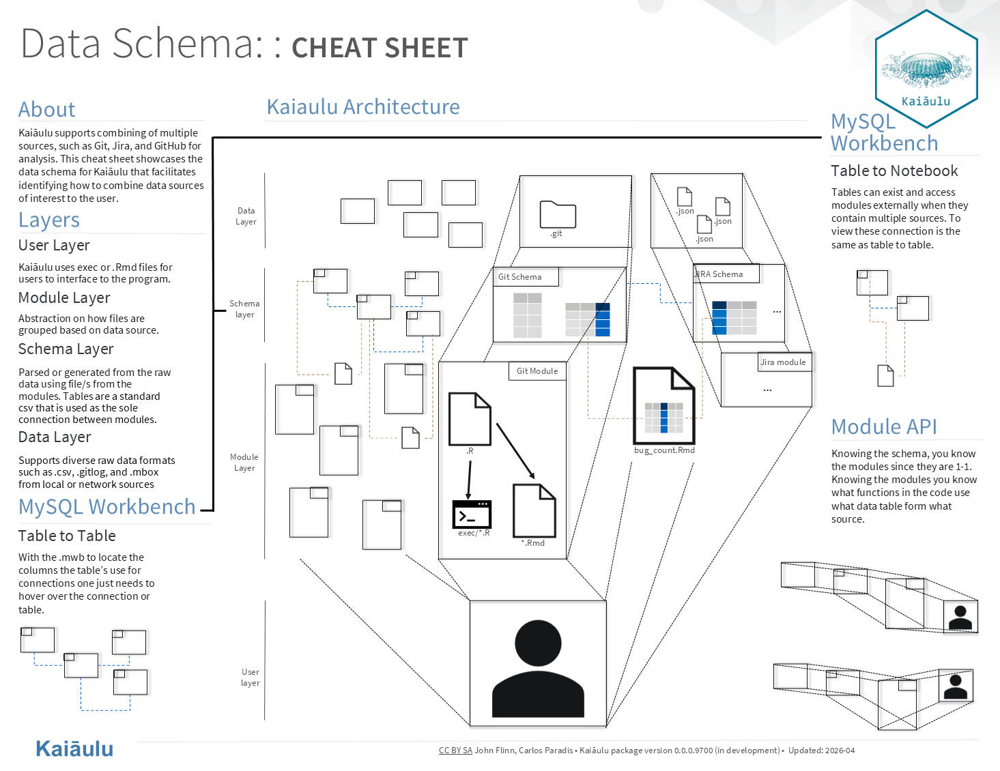 Data Schema: : CHEAT SHEET
Kaiāulu
About
Kaiāulu supports combining of multiple
sources, such as Git, Jira, and GitHub for
analysis. This cheat sheet showcases the
data schema for Kaiāulu that facilitates
identifying how to combine data sources
of interest to the user.
Layers
User Layer
Kaiāulu uses exec or .Rmd files for
users to interface to the program.
Module Layer
Abstraction on how files are
grouped based on data source.
Schema Layer
Parsed or generated from the raw
data using file/s from the
modules. Tables are a standard
csv that is used as the sole
connection between modules.
Data Layer
Supports diverse raw data formats
such as .csv, .gitlog, and .mbox
from local or network sources
MySQL Workbench
Table to Table
With the .mwb to locate the
columns the table's use for
connections one just needs to
hover over the connection or
table.
Kaiaulu Architecture
Data
Layer
.git
.json
.json
.json
Schema
layer
Git Schema
JIRA Schema
...
Module
Layer
Git Module
Jira module
...
.R
exec/*.R
*.Rmd
bug_count.Rmd
User
layer
MySQL
Workbench
Table to Notebook
Tables can exist and access
modules externally when they
contain multiple sources. To
view these connection is the
same as table to table.
Module API
Knowing the schema, you know
the modules since they are 1-1.
Knowing the modules you know
what functions in the code use
what data table form what
source.
Kaiāulu
CC BY SA John Flinn, Carlos Paradis • Kaiāulu package version 0.0.0.9700 (in development) • Updated: 2026-04